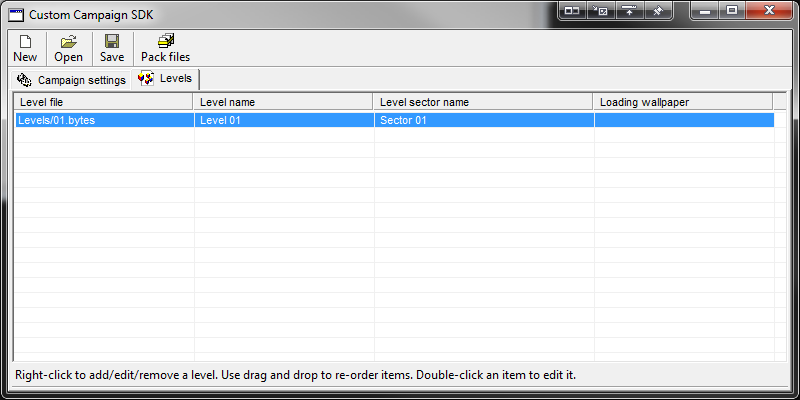 Custom Campaign SDK
New Open Save Pack files
Campaign settings Levels
Level file Level name Level sector name Loading wallpaper
Levels/01.bytes Level 01 Sector 01
Right-click to add/edit/remove a level. Use drag and drop to re-order items. Double-click an item to edit it.